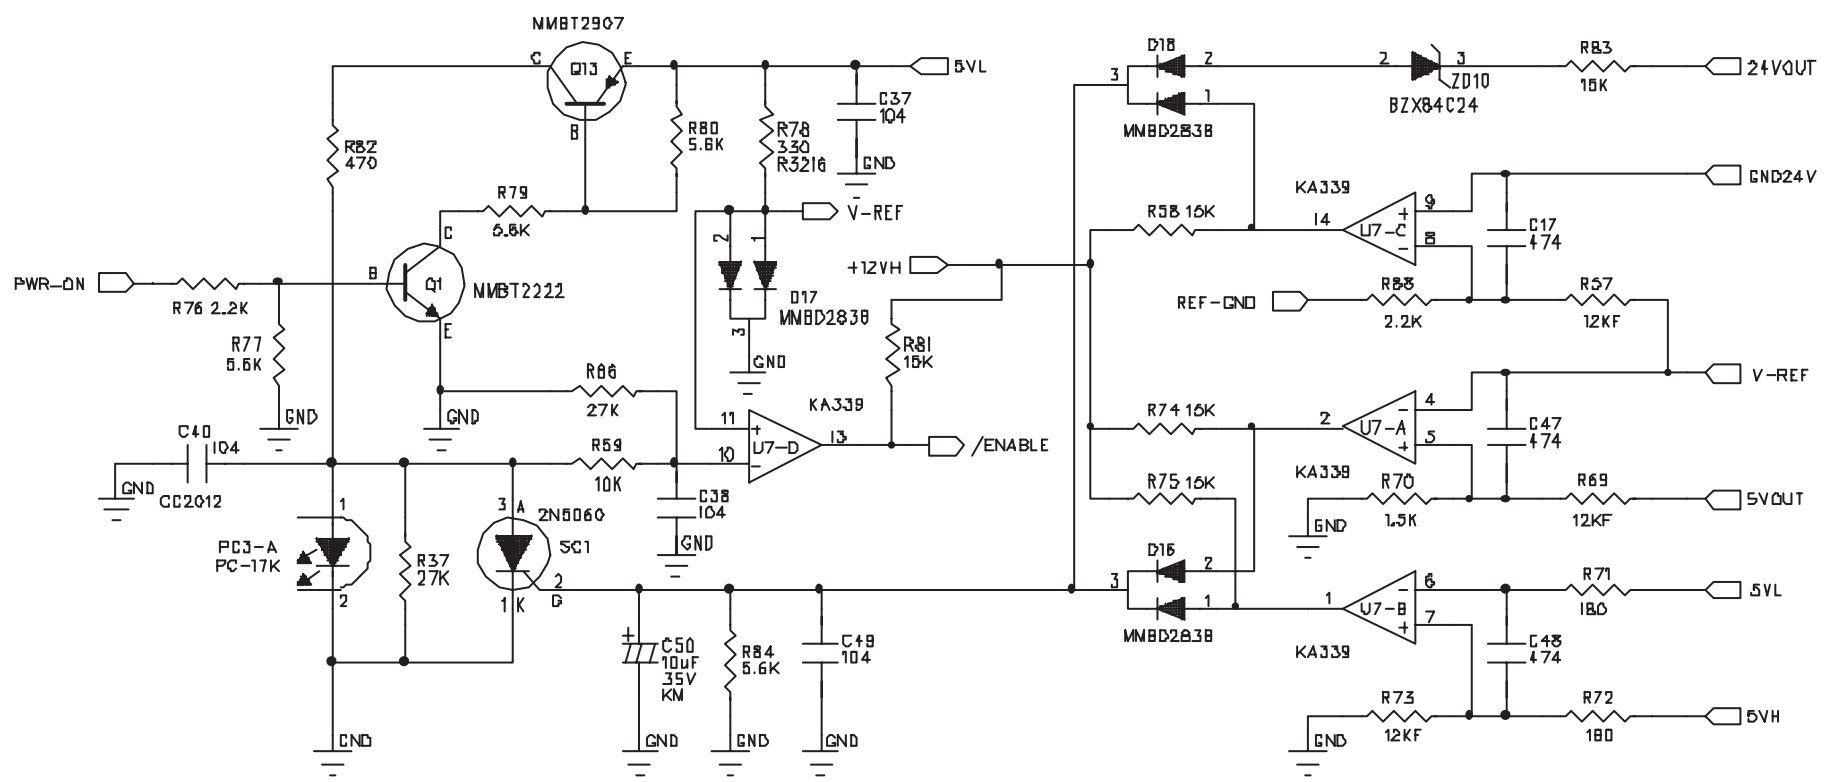 MMBT2907
C
Q13
E
B
5VL
C37
104
GND
R82
470
R80
5.6K
R78
330
R3216
R79
5.6K
V-REF
PWR-ON
R76 2.2K
B
C
Q1
E
MMBT2222
R77
5.6K
GND
GND
2
1
D17
MMBD2838
3
GND
+12VH
R81
15K
R86
27K
KA339
11
+
10
-
U7-D
13
/ENABLE
C40
104
GND
CC2012
R59
10K
C38
104
GND
1
PC3-A
PC-17K
2
R37
27K
3
A
2N5060
SC1
2
G
1
K
GND
+
C50
10uF
35V
KM
GND
R84
5.6K
GND
C49
104
GND
D18
3
2
1
MMBD2838
2
3
ZD10
BZX84C24
R83
15K
24VOUT
GND24V
KA339
R58 15K
14
U7-C
9
+
8
-
C17
474
REF-GND
R88
2.2K
R57
12KF
V-REF
R74 15K
2
U7-A
4
-
5
+
KA339
C47
474
R75 15K
R70
1.5K
GND
R69
12KF
5VOUT
D16
3
2
1
MMBD2838
1
U7-B
6
-
7
+
KA339
R71
180
5VL
C48
474
R73
12KF
GND
R72
180
5VH